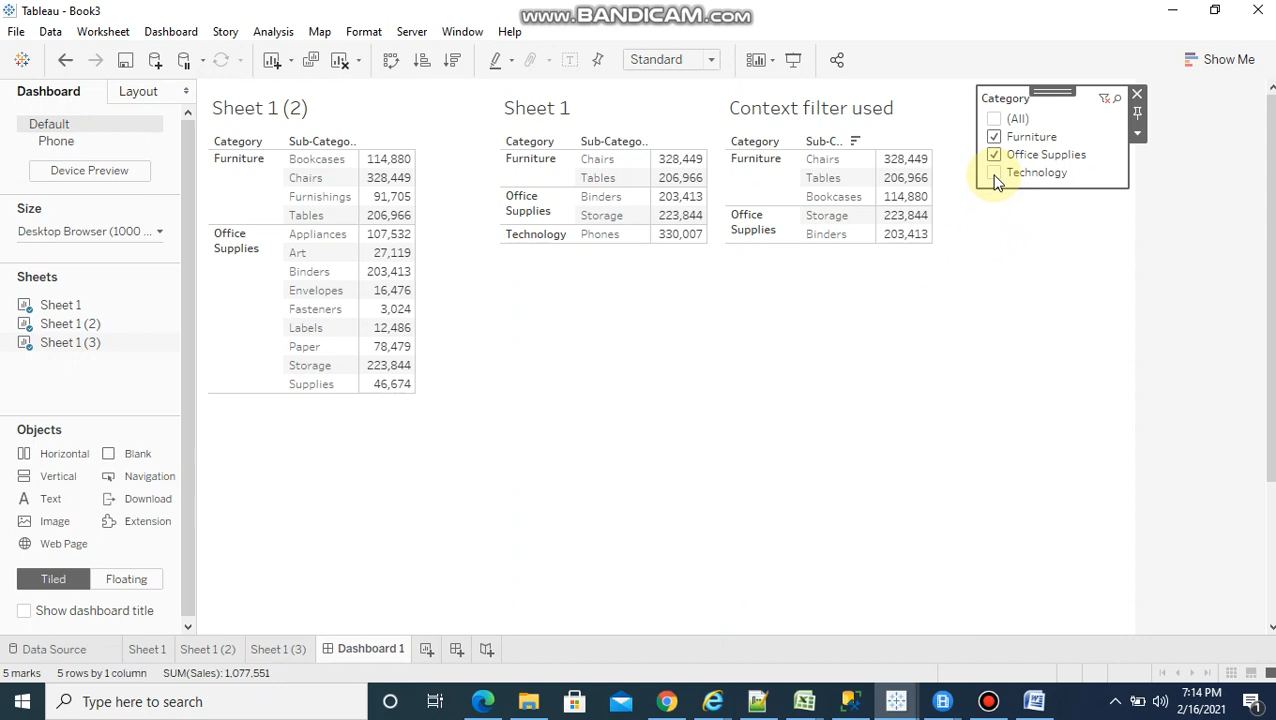 Tableau - Book3
www.BANDICAM.com
File Data Worksheet Dashboard Story Analysis Map Format Server Window Help
Standard
Show Me
Dashboard Layout
Default
Phone
Device Preview
Size
Desktop Browser (1000 ...
Sheets
Sheet 1
Sheet 1 (2)
Sheet 1 (3)
Objects
Horizontal Blank
Vertical Navigation
Text Download
Image Extension
Web Page
Tiled Floating
Show dashboard title
Sheet 1 (2)
Category Sub-Catego..
Furniture Bookcases 114,880
Chairs 328,449
Furnishings 91,705
Tables 206,966
Office Supplies Appliances 107,532
Art 27,119
Binders 203,413
Envelopes 16,476
Fasteners 3,024
Labels 12,486
Paper 78,479
Storage 223,844
Supplies 46,674
Sheet 1
Category Sub-Catego..
Furniture Chairs 328,449
Tables 206,966
Office Supplies Binders 203,413
Storage 223,844
Technology Phones 330,007
Context filter used
Category Sub-C..
Furniture Chairs 328,449
Tables 206,966
Bookcases 114,880
Office Supplies Storage 223,844
Binders 203,413
Category
(All)
Furniture
Office Supplies
Technology
Data Source Sheet 1 Sheet 1 (2) Sheet 1 (3) Dashboard 1
5 marks 5 rows by 1 column SUM(Sales): 1,077,551
Type here to search
7:14 PM
2/16/2021
1